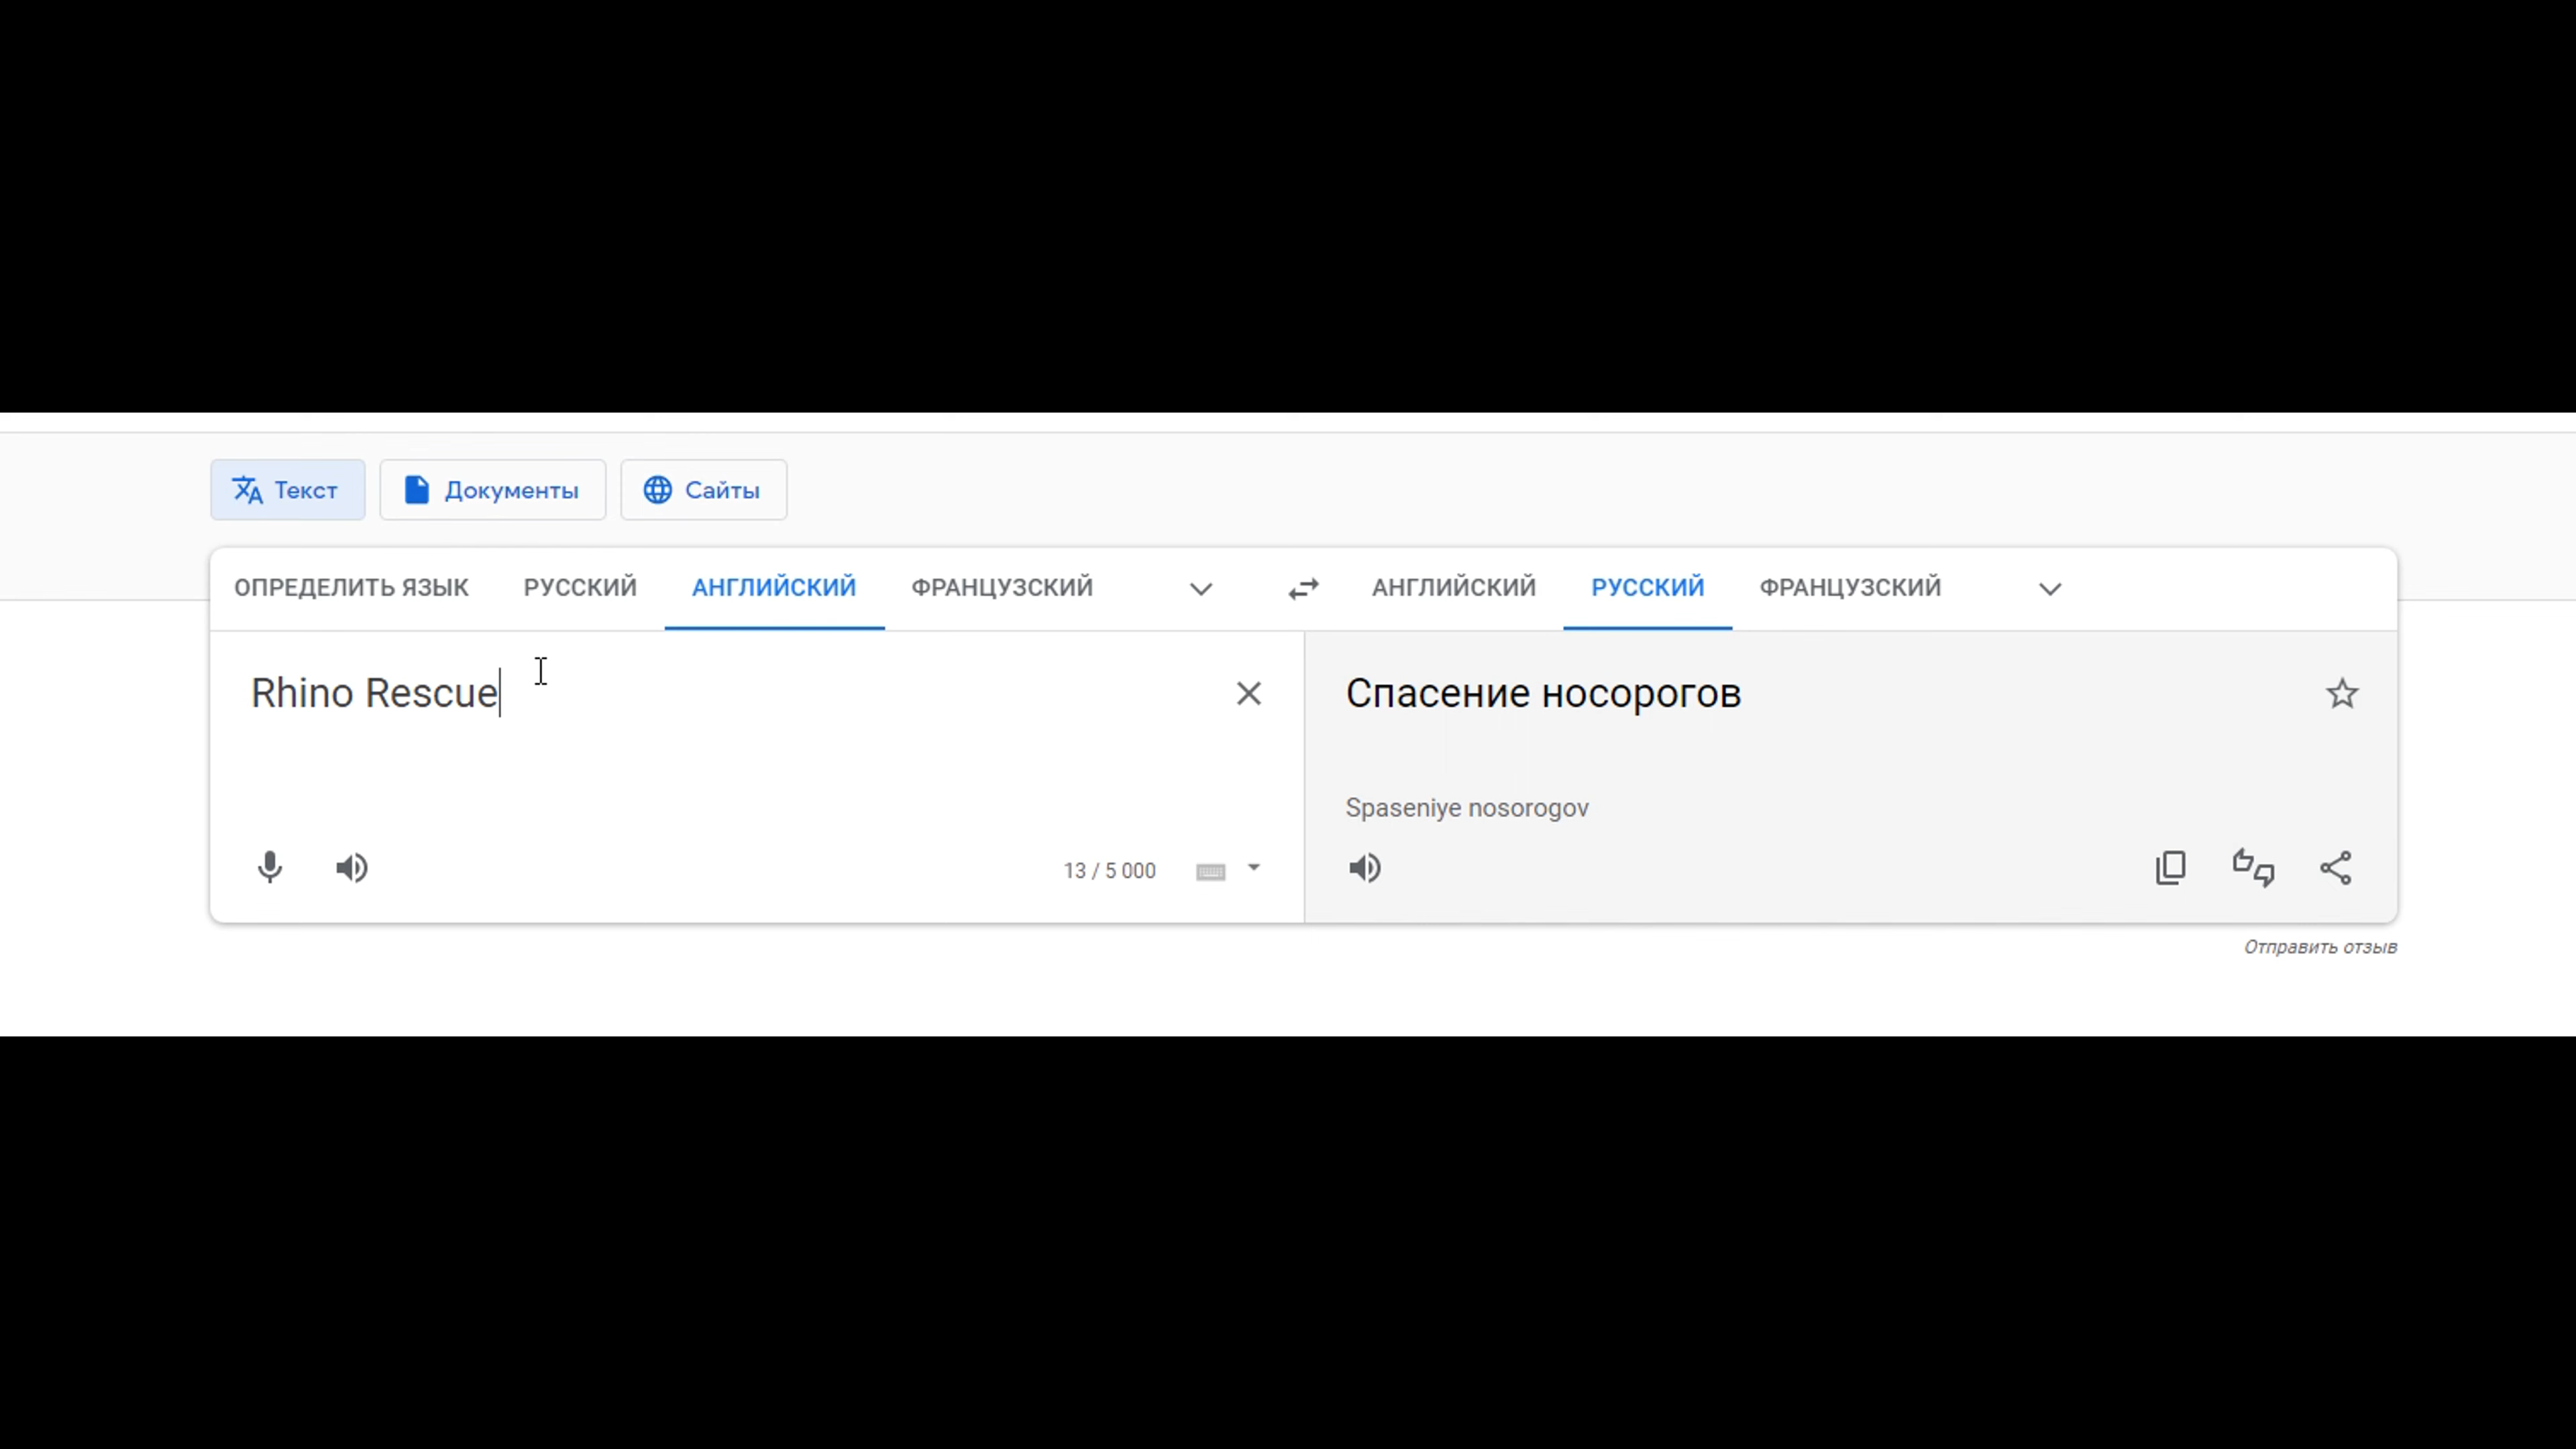 Текст Документы Сайты
ОПРЕДЕЛИТЬ ЯЗЫК РУССКИЙ АНГЛИЙСКИЙ ФРАНЦУЗСКИЙ АНГЛИЙСКИЙ РУССКИЙ ФРАНЦУЗСКИЙ
Rhino Rescue
Спасение носорогов
Spaseniye nosorogov
13 / 5 000
Отправить отзыв